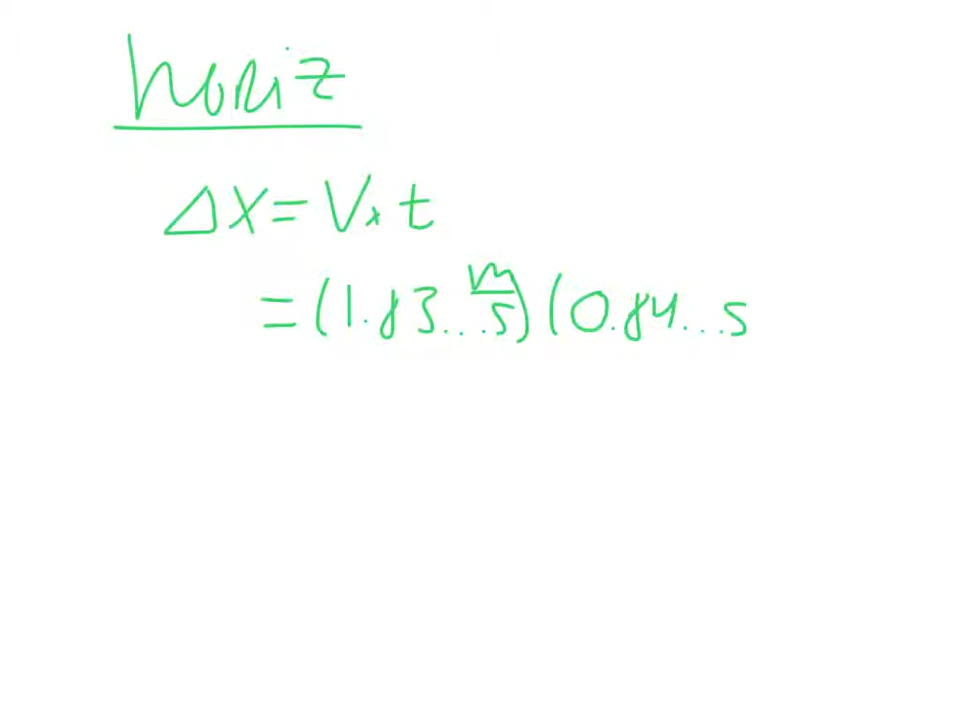 horiz
Δx = Vₓ t
= (1.83... m/s) (0.84... s